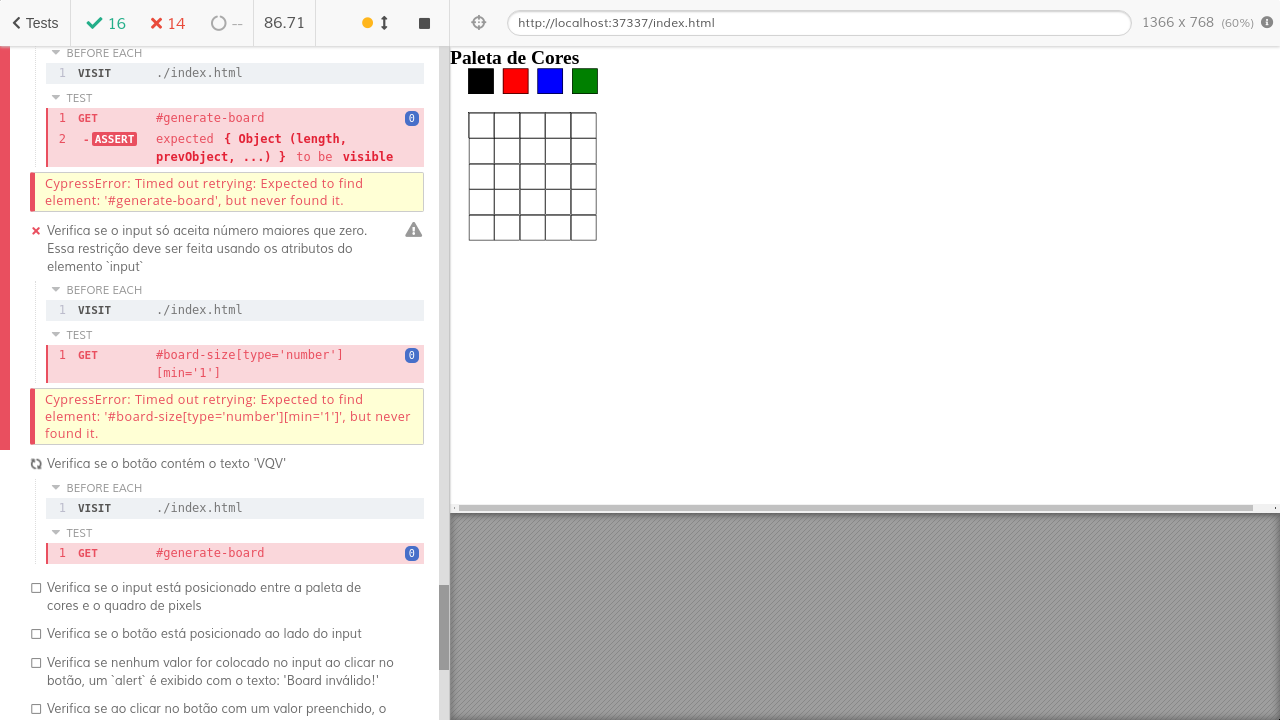 Tests
16
14
--
86.71
http://localhost:37337/index.html
1366 x 768 (60%)
BEFORE EACH
1 VISIT ./index.html
TEST
1 GET #generate-board 0
2 -ASSERT expected { Object (length,
prevObject, ...) } to be visible
CypressError: Timed out retrying: Expected to find
element: '#generate-board', but never found it.
Verifica se o input só aceita número maiores que zero.
Essa restrição deve ser feita usando os atributos do
elemento `input`
BEFORE EACH
1 VISIT ./index.html
TEST
1 GET #board-size[type='number'] 0
[min='1']
CypressError: Timed out retrying: Expected to find
element: '#board-size[type='number'][min='1']', but never
found it.
Verifica se o botão contém o texto 'VQV'
BEFORE EACH
1 VISIT ./index.html
TEST
1 GET #generate-board 0
Verifica se o input está posicionado entre a paleta de
cores e o quadro de pixels
Verifica se o botão está posicionado ao lado do input
Verifica se nenhum valor for colocado no input ao clicar no
botão, um `alert` é exibido com o texto: 'Board inválido!'
Verifica se ao clicar no botão com um valor preenchido, o
Paleta de Cores